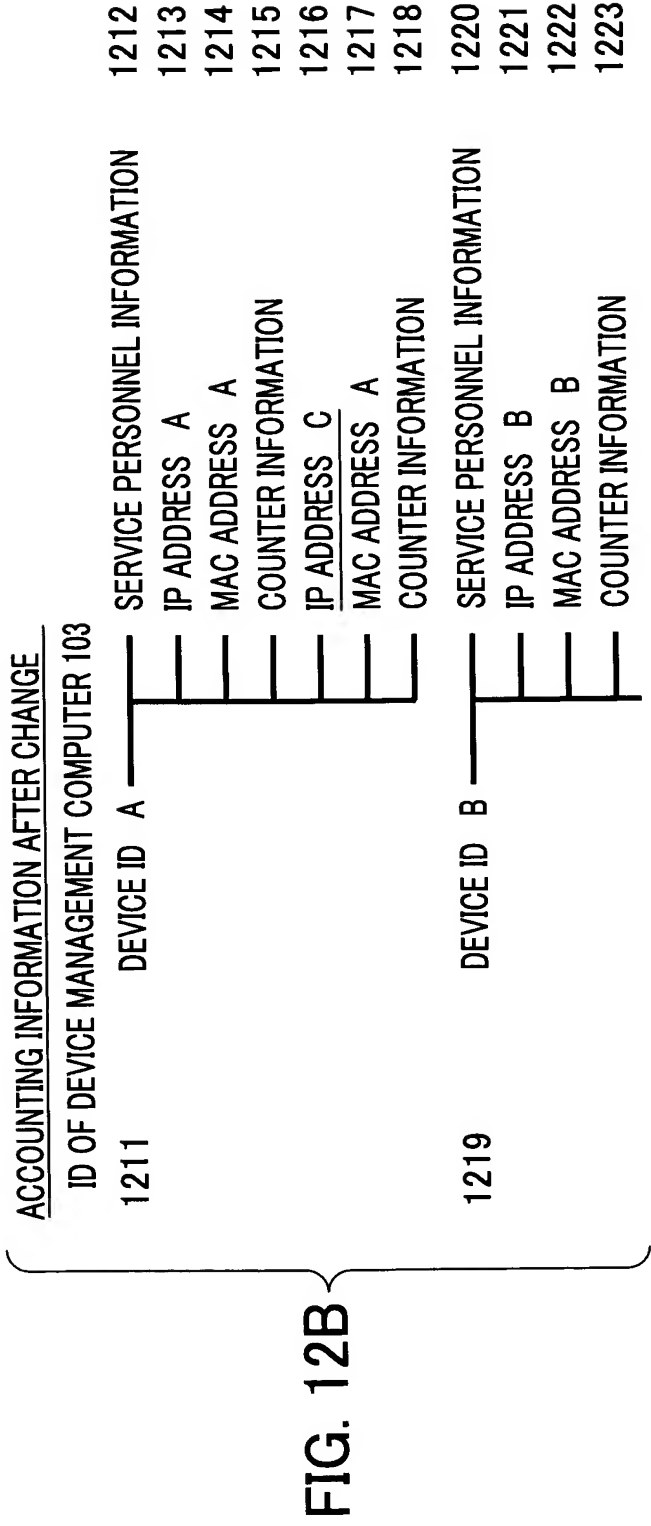 FIG. 12B
ACCOUNTING INFORMATION AFTER CHANGE
ID OF DEVICE MANAGEMENT COMPUTER 103
1211 DEVICE ID A SERVICE PERSONNEL INFORMATION 1212
IP ADDRESS A 1213
MAC ADDRESS A 1214
COUNTER INFORMATION 1215
IP ADDRESS C 1216
MAC ADDRESS A 1217
COUNTER INFORMATION 1218
1219 DEVICE ID B SERVICE PERSONNEL INFORMATION 1220
IP ADDRESS B 1221
MAC ADDRESS B 1222
COUNTER INFORMATION 1223